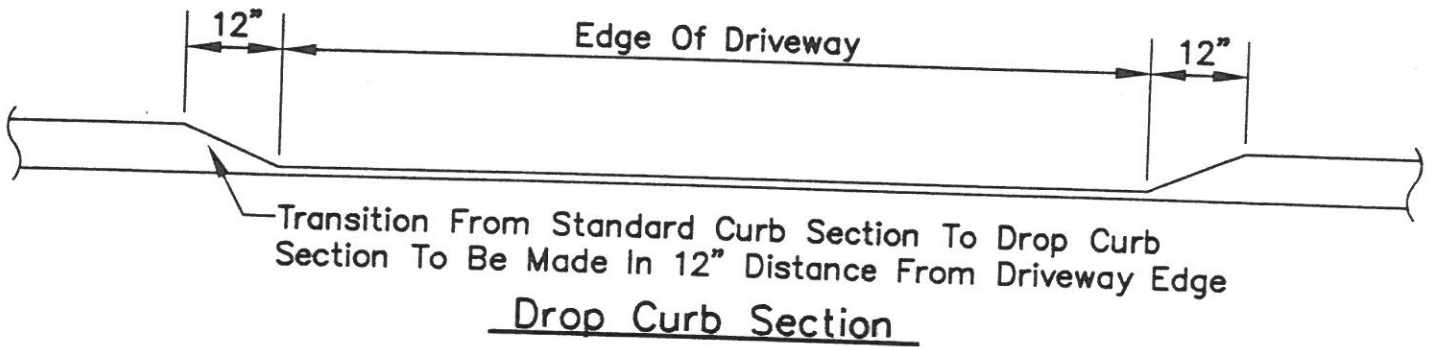 12”
Edge Of Driveway
12”
Transition From Standard Curb Section To Drop Curb
Section To Be Made In 12” Distance From Driveway Edge
Drop Curb Section